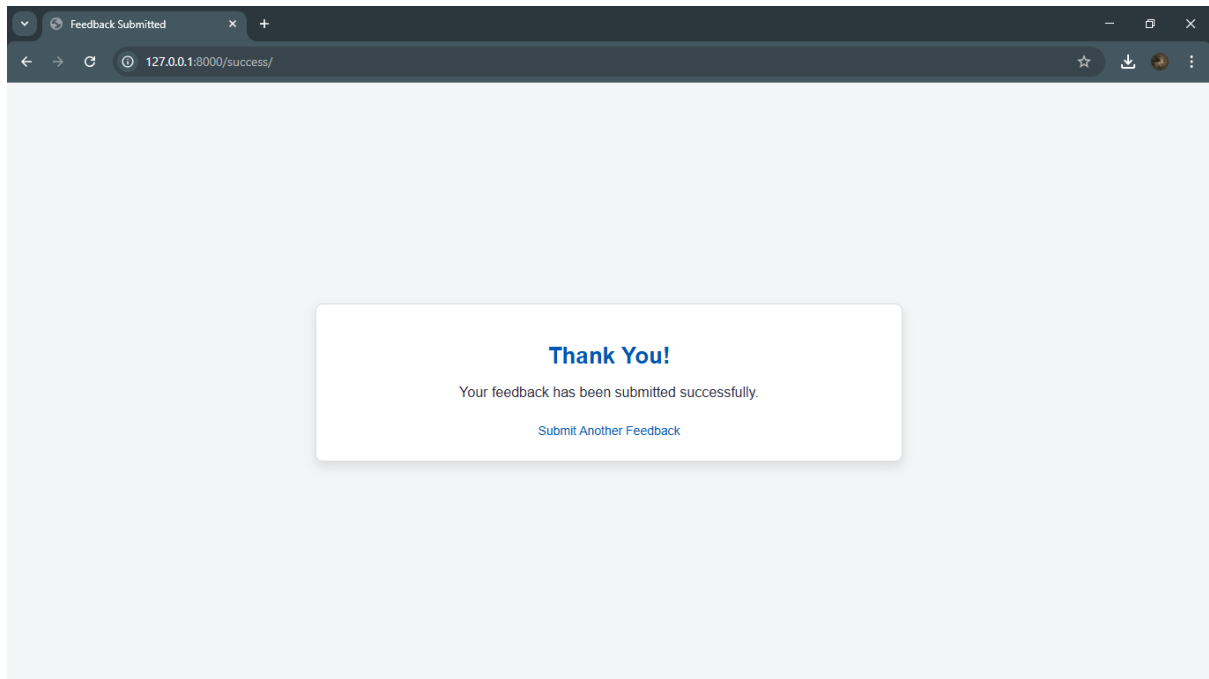 Feedback Submitted
127.0.0.1:8000/success/
Thank You!
Your feedback has been submitted successfully.
Submit Another Feedback